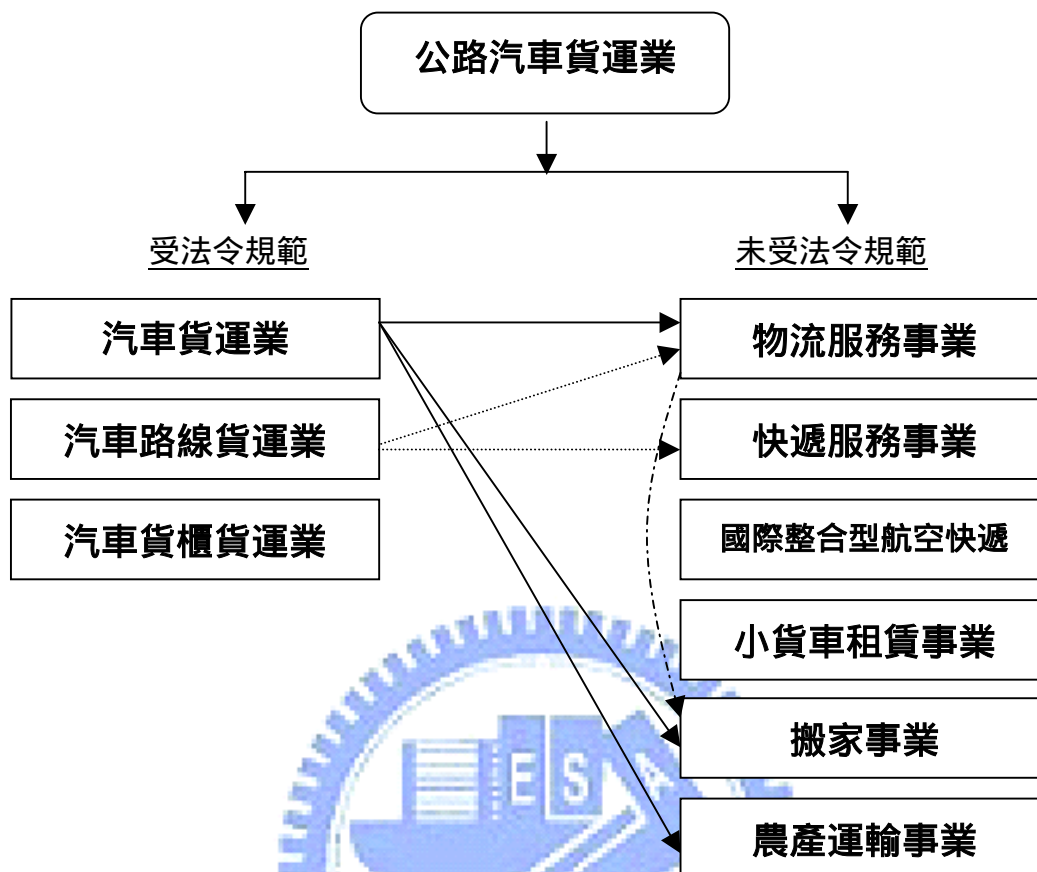 公路汽車貨運業
受法令規範
未受法令規範
汽車貨運業
物流服務事業
汽車路線貨運業
快遞服務事業
汽車貨櫃貨運業
國際整合型航空快遞
小貨車租賃事業
搬家事業
農產運輸事業
ESA